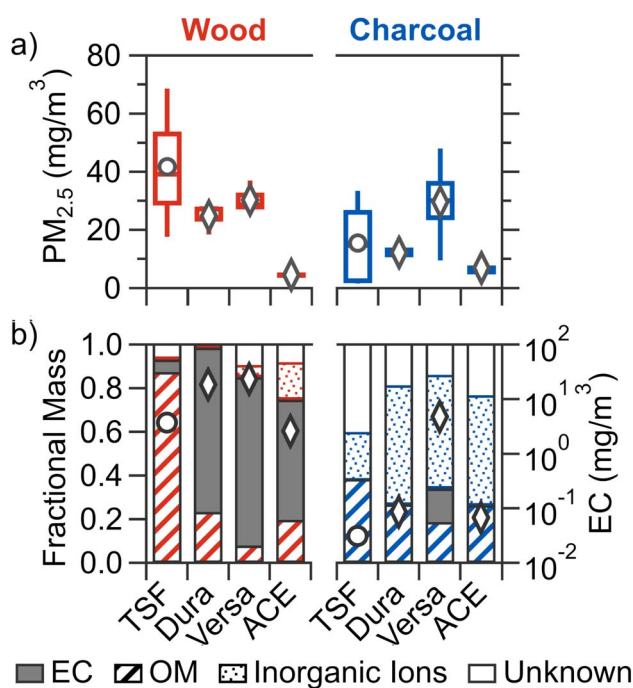 Wood Charcoal
a)
80
60
40
20
0
PM2.5 (mg/m3)
b)
1.0
0.8
0.6
0.4
0.2
0.0
Fractional Mass
10^2
10^1
10^0
10^-1
10^-2
EC (mg/m3)
TSF Dura Versa ACE TSF Dura Versa ACE
EC OM Inorganic Ions Unknown